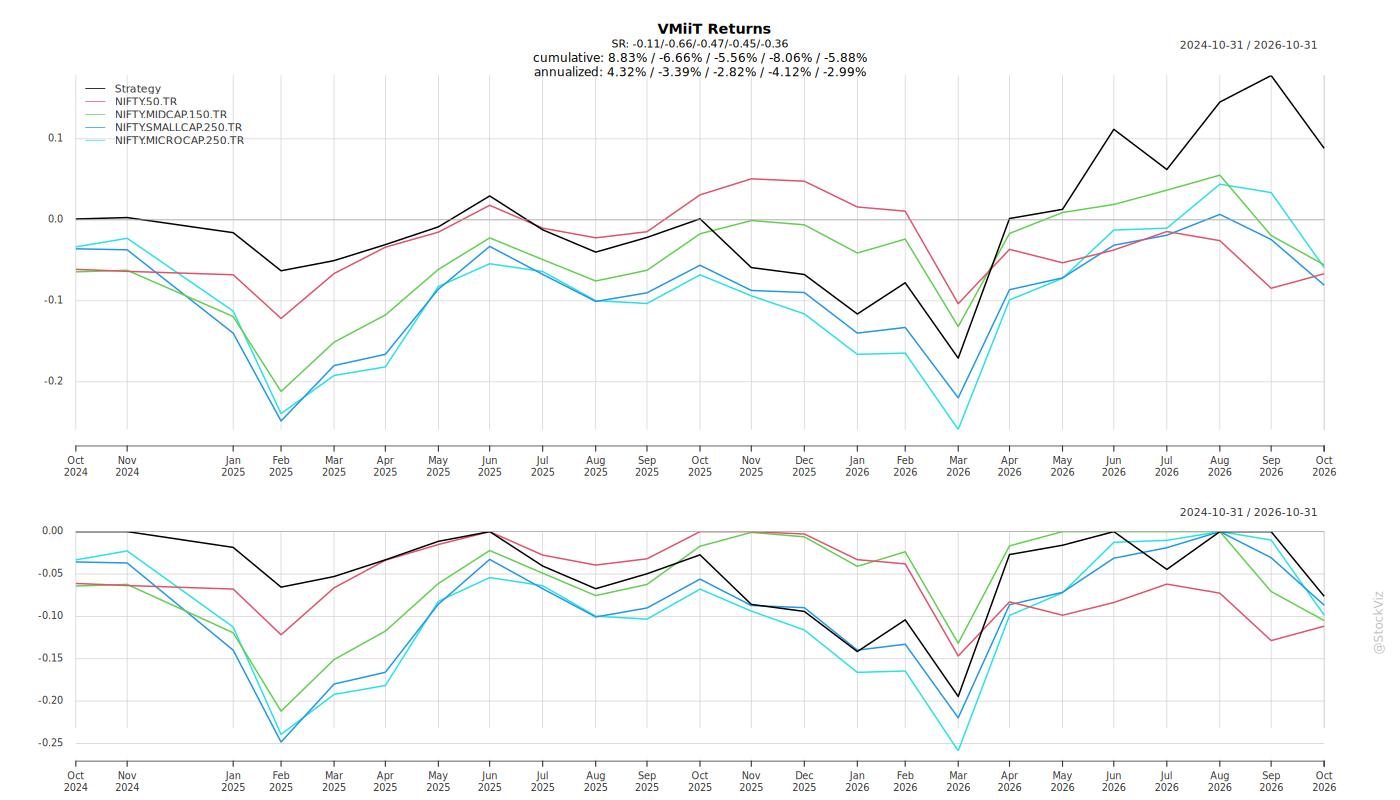 VMiiT Returns
SR: -0.11/-0.66/-0.47/-0.45/-0.36
cumulative: 8.83% / -6.66% / -5.56% / -8.06% / -5.88%
annualized: 4.32% / -3.39% / -2.82% / -4.12% / -2.99%
2024-10-31 / 2026-10-31
Strategy
NIFTY.50.TR
NIFTY.MIDCAP.150.TR
NIFTY.SMALLCAP.250.TR
NIFTY.MICROCAP.250.TR
0.1
0.0
-0.1
-0.2
Oct Nov Jan Feb Mar Apr May Jun Jul Aug Sep Oct Nov Dec Jan Feb Mar Apr May Jun Jul Aug Sep Oct
2024 2024 2025 2025 2025 2025 2025 2025 2025 2025 2025 2025 2025 2025 2026 2026 2026 2026 2026 2026 2026 2026 2026 2026
2024-10-31 / 2026-10-31
0.00
-0.05
-0.10
-0.15
-0.20
-0.25
Oct Nov Jan Feb Mar Apr May Jun Jul Aug Sep Oct Nov Dec Jan Feb Mar Apr May Jun Jul Aug Sep Oct
2024 2024 2025 2025 2025 2025 2025 2025 2025 2025 2025 2025 2025 2025 2026 2026 2026 2026 2026 2026 2026 2026 2026 2026
@StockViz